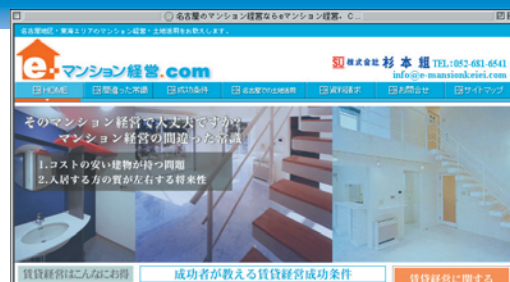 名古屋のマンション経営ならeマンション経営．C...
名古屋地区・東海エリアのマンション経営・土地活用をお教えします。
e-マンション経営.com
株式会社 杉本組 TEL:052-681-6541
info@e-mansionkeiei.com
HOME 間違った常識 成功条件 名古屋での土地活用 資料請求 お問合せ サイトマップ
そのマンション経営で大丈夫ですか?
マンション経営の間違った常識
1.コストの安い建物が持つ問題
2.入居する方の質が左右する将来性
賃貸経営はこんなにお得 成功者が教える賃貸経営成功条件 賃貸経営に関する